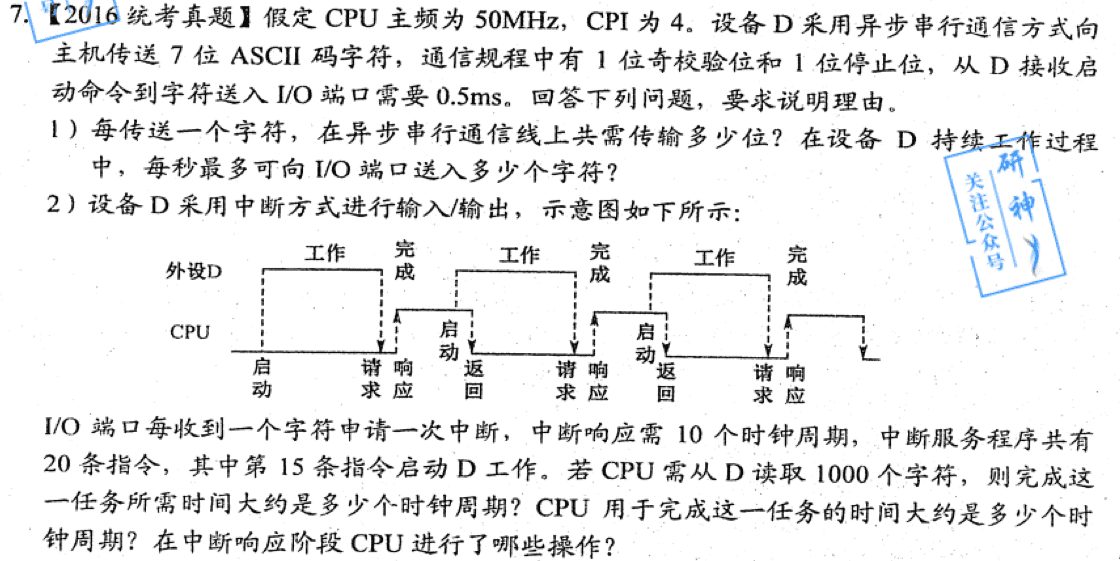 7.【2016 统考真题】假定 CPU 主频为 50MHz，CPI 为 4。设备 D 采用异步串行通信方式向
主机传送 7 位 ASCII 码字符，通信规程中有 1 位奇校验位和 1 位停止位，从 D 接收启
动命令到字符送入 I/O 端口需要 0.5ms。回答下列问题，要求说明理由。
1）每传送一个字符，在异步串行通信线上共需传输多少位？在设备 D 持续工作过程
中，每秒最多可向 I/O 端口送入多少个字符？
2）设备 D 采用中断方式进行输入/输出，示意图如下所示：
外设D 工作 完成 工作 完成 工作 完成
CPU 启动 启动
启动 请求 响应 返回 请求 响应 返回 请求 响应
I/O 端口每收到一个字符申请一次中断，中断响应需 10 个时钟周期，中断服务程序共有
20 条指令，其中第 15 条指令启动 D 工作。若 CPU 需从 D 读取 1000 个字符，则完成这
一任务所需时间大约是多少个时钟周期？CPU 用于完成这一任务的时间大约是多少个时
钟周期？在中断响应阶段 CPU 进行了哪些操作？
关注公众号
研神